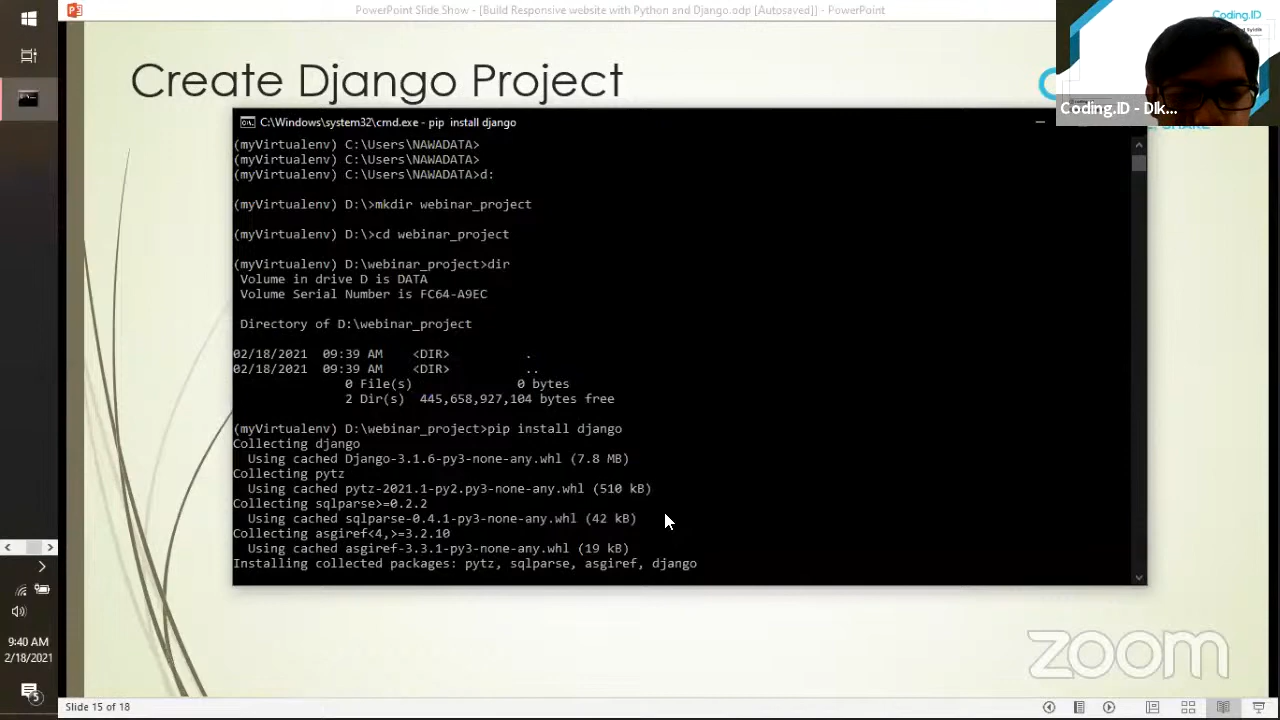 PowerPoint Slide Show - [Build Responsive website with Python and Django.odp [Autosaved]] - PowerPoint
Coding.ID
Create Django Project
Coding.ID - Dik...
C:\Windows\system32\cmd.exe - pip  install django
(myVirtualenv) C:\Users\NAWADATA>
(myVirtualenv) C:\Users\NAWADATA>
(myVirtualenv) C:\Users\NAWADATA>d:
(myVirtualenv) D:\>mkdir webinar_project
(myVirtualenv) D:\>cd webinar_project
(myVirtualenv) D:\webinar_project>dir
Volume in drive D is DATA
Volume Serial Number is FC64-A9EC
Directory of D:\webinar_project
02/18/2021  09:39 AM    <DIR>          .
02/18/2021  09:39 AM    <DIR>          ..
0 File(s)              0 bytes
2 Dir(s)  445,658,927,104 bytes free
(myVirtualenv) D:\webinar_project>pip install django
Collecting django
Using cached Django-3.1.6-py3-none-any.whl (7.8 MB)
Collecting pytz
Using cached pytz-2021.1-py2.py3-none-any.whl (510 kB)
Collecting sqlparse>=0.2.2
Using cached sqlparse-0.4.1-py3-none-any.whl (42 kB)
Collecting asgiref<4,>=3.2.10
Using cached asgiref-3.3.1-py3-none-any.whl (19 kB)
Installing collected packages: pytz, sqlparse, asgiref, django
9:40 AM
2/18/2021
5
zoom
Slide 15 of 18